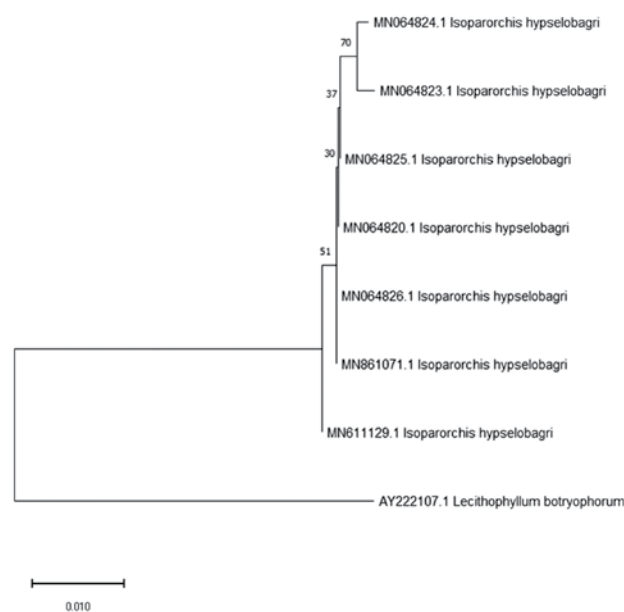 MN064824.1 Isoparorchis hypselobagri
70
MN064823.1 Isoparorchis hypselobagri
37
MN064825.1 Isoparorchis hypselobagri
30
MN064820.1 Isoparorchis hypselobagri
51
MN064826.1 Isoparorchis hypselobagri
MN861071.1 Isoparorchis hypselobagri
MN611129.1 Isoparorchis hypselobagri
AY222107.1 Lecithophyllum botryophorum
0.010